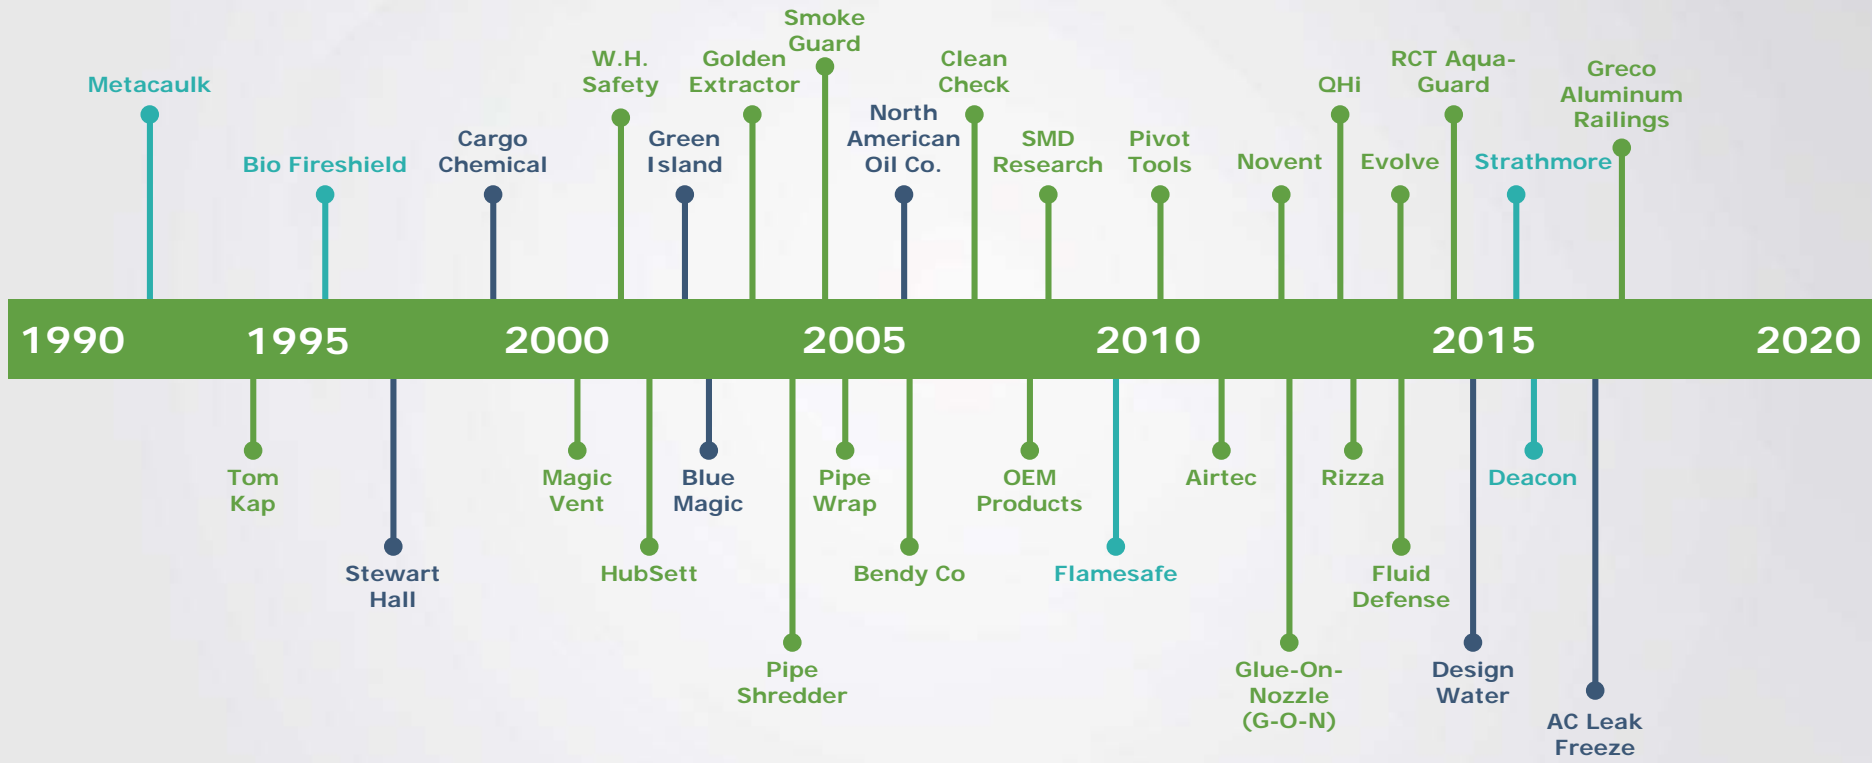 Smoke
Guard
W.H.
Safety
Golden
Extractor
Clean
Check
RCT Aqua-
Guard
Greco
Aluminum
Railings
Metacaulk
QHi
North
American
Oil Co.
Cargo
Chemical
Green
Island
SMD
Research
Pivot
Tools
Bio Fireshield
Novent
Evolve
Strathmore
1990
1995
2000
2005
2010
2015
2020
Tom
Kap
Magic
Vent
Blue
Magic
Pipe
Wrap
OEM
Products
Airtec
Rizza
Deacon
Stewart
Hall
HubSett
Bendy Co
Flamesafe
Fluid
Defense
Pipe
Shredder
Glue-On-
Nozzle
(G-O-N)
Design
Water
AC Leak
Freeze